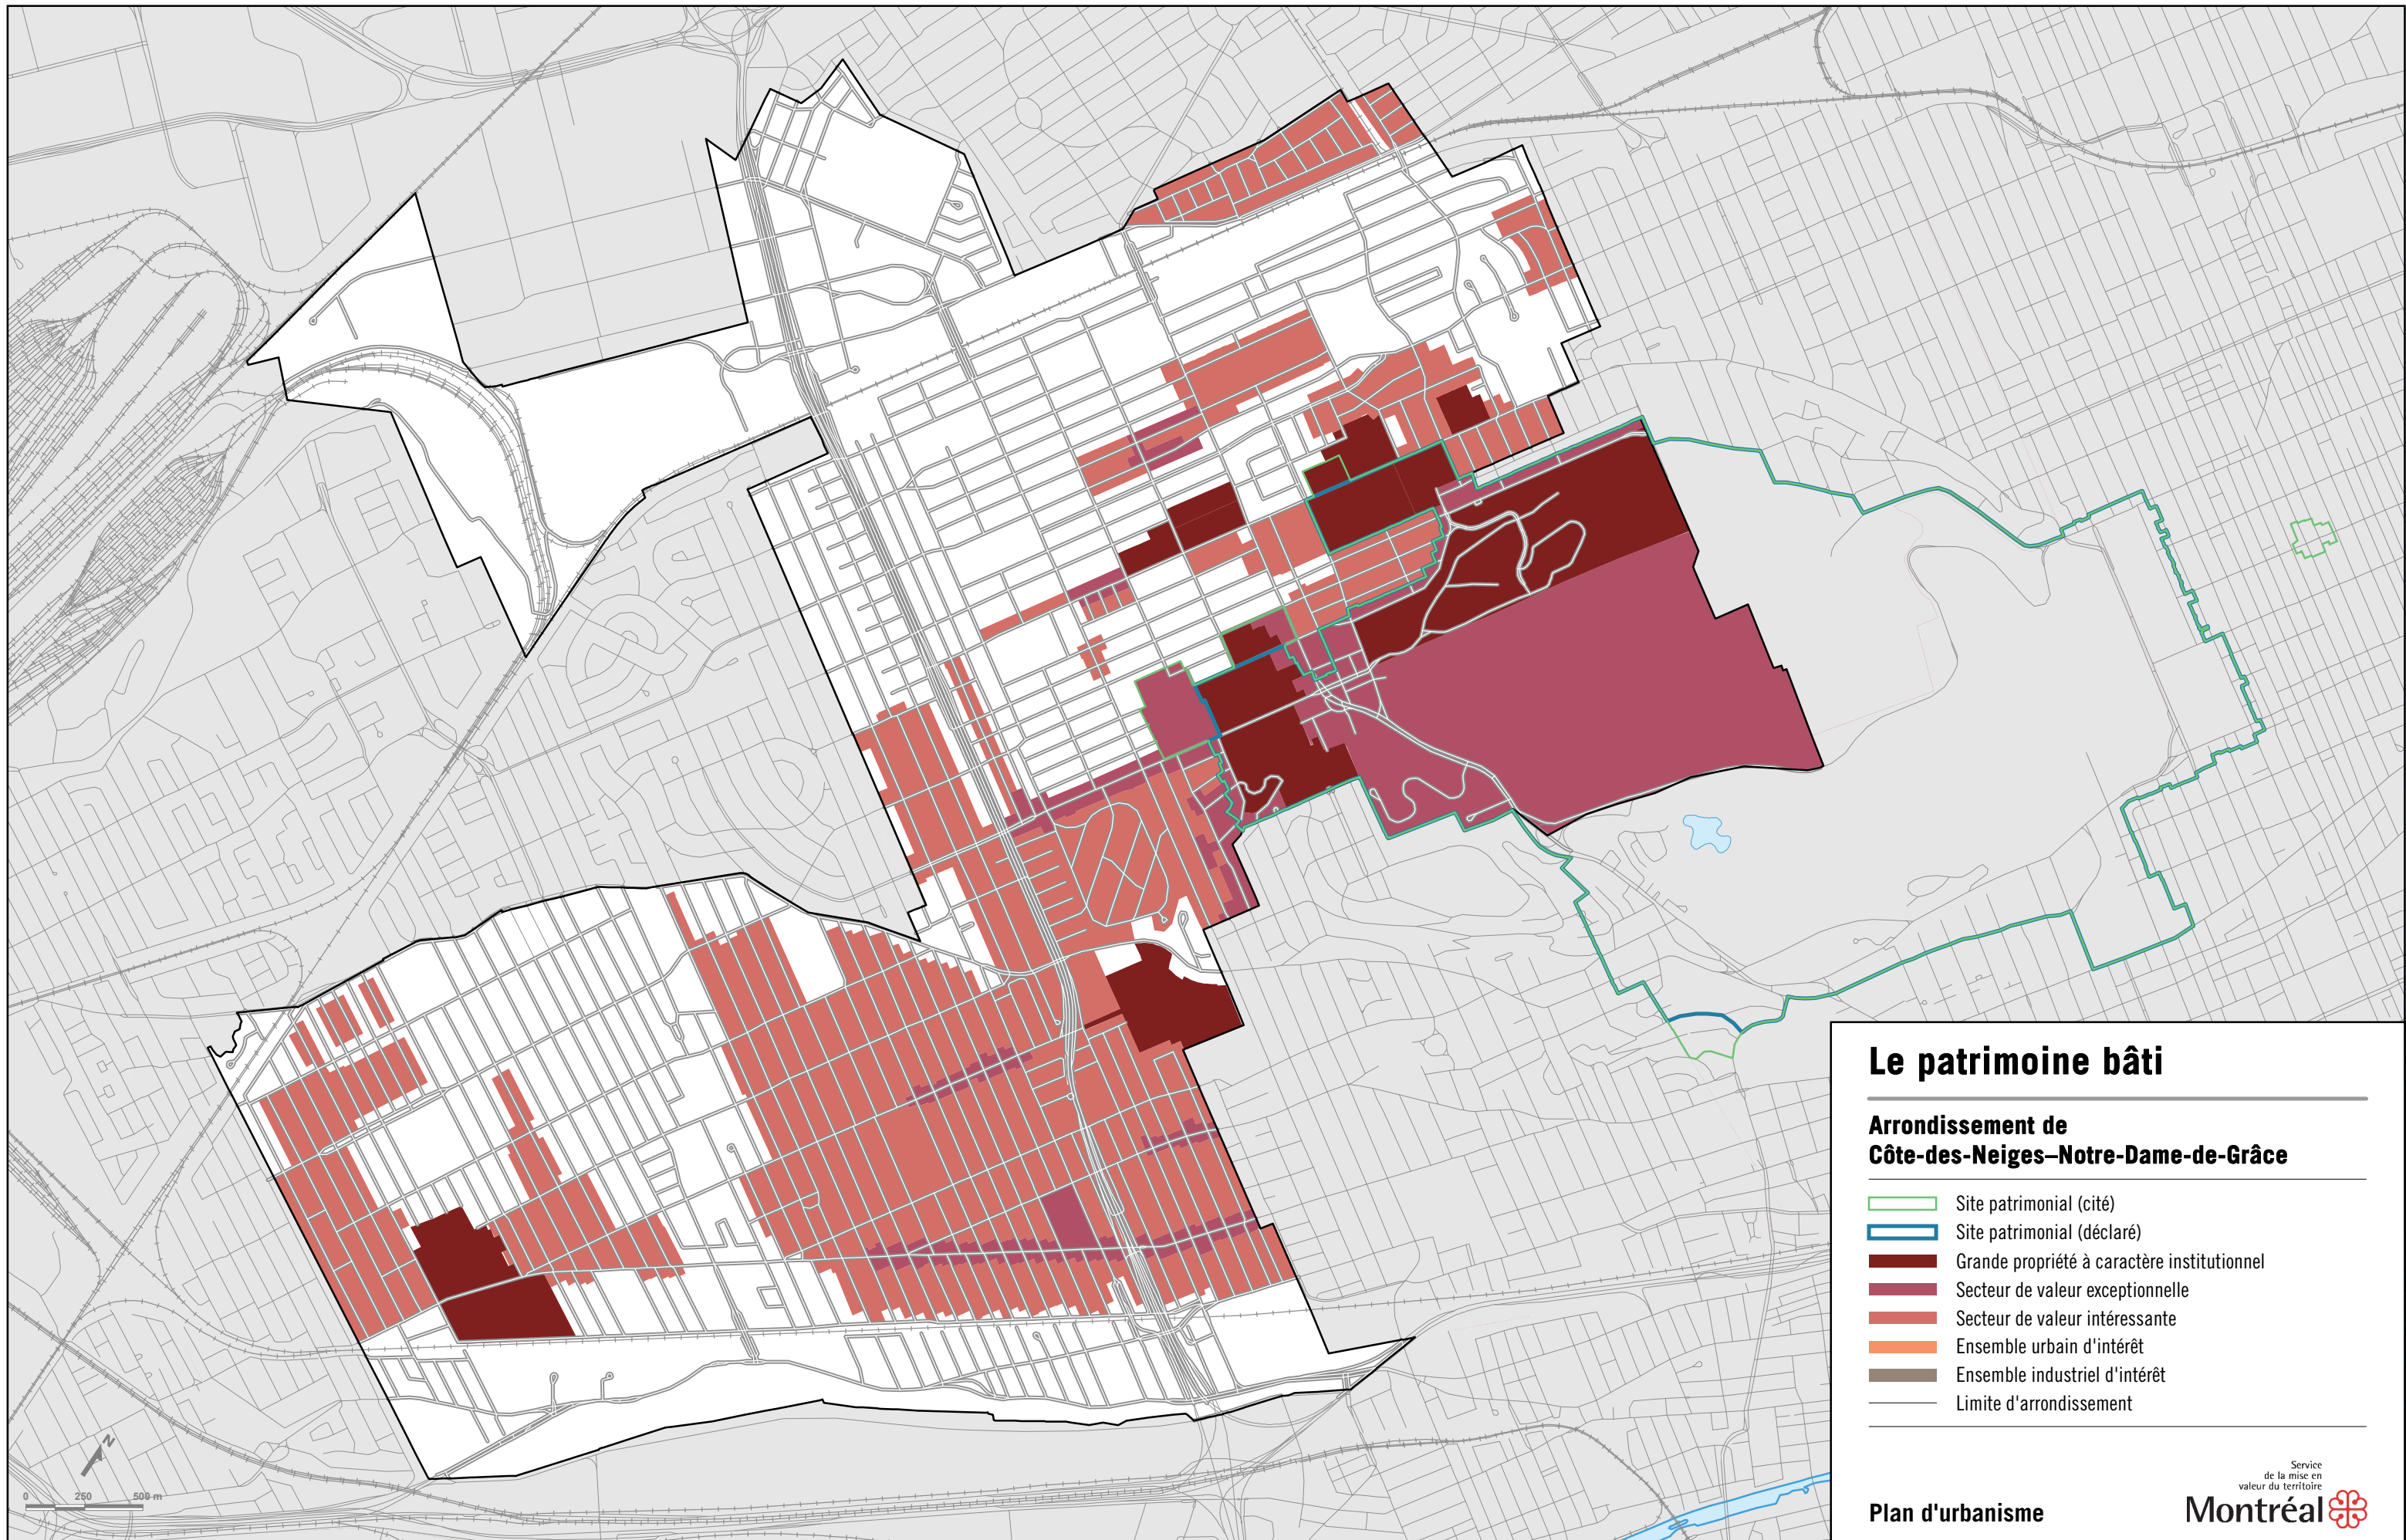 Le patrimoine bâti
Arrondissement de
Côte-des-Neiges–Notre-Dame-de-Grâce
Site patrimonial (cité)
Site patrimonial (déclaré)
Grande propriété à caractère institutionnel
Secteur de valeur exceptionnelle
Secteur de valeur intéressante
Ensemble urbain d'intérêt
Ensemble industriel d'intérêt
Limite d'arrondissement
N
0 250 500 m
Service
de la mise en
valeur du territoire
Plan d'urbanisme
Montréal